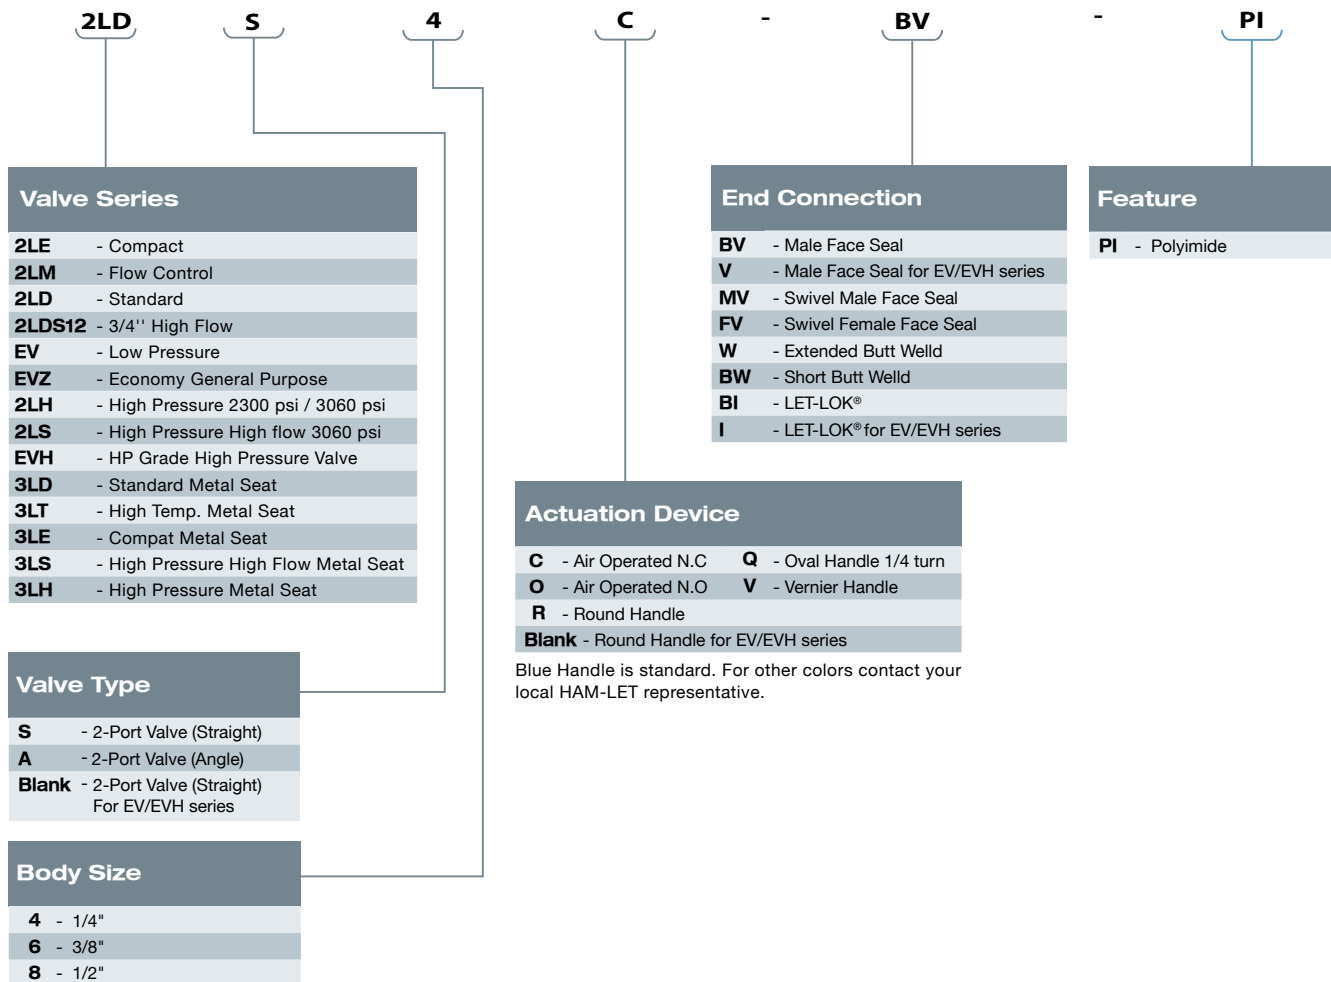 2LD S 4 C - BV - PI
Valve Series
2LE - Compact
2LM - Flow Control
2LD - Standard
2LDS12 - 3/4'' High Flow
EV - Low Pressure
EVZ - Economy General Purpose
2LH - High Pressure 2300 psi / 3060 psi
2LS - High Pressure High flow 3060 psi
EVH - HP Grade High Pressure Valve
3LD - Standard Metal Seat
3LT - High Temp. Metal Seat
3LE - Compat Metal Seat
3LS - High Pressure High Flow Metal Seat
3LH - High Pressure Metal Seat
Valve Type
S - 2-Port Valve (Straight)
A - 2-Port Valve (Angle)
Blank - 2-Port Valve (Straight)
For EV/EVH series
Body Size
4 - 1/4"
6 - 3/8"
8 - 1/2"
Actuation Device
C - Air Operated N.C Q - Oval Handle 1/4 turn
O - Air Operated N.O V - Vernier Handle
R - Round Handle
Blank - Round Handle for EV/EVH series
Blue Handle is standard. For other colors contact your
local HAM-LET representative.
End Connection
BV - Male Face Seal
V - Male Face Seal for EV/EVH series
MV - Swivel Male Face Seal
FV - Swivel Female Face Seal
W - Extended Butt Welld
BW - Short Butt Welld
BI - LET-LOK®
I - LET-LOK® for EV/EVH series
Feature
PI - Polyimide